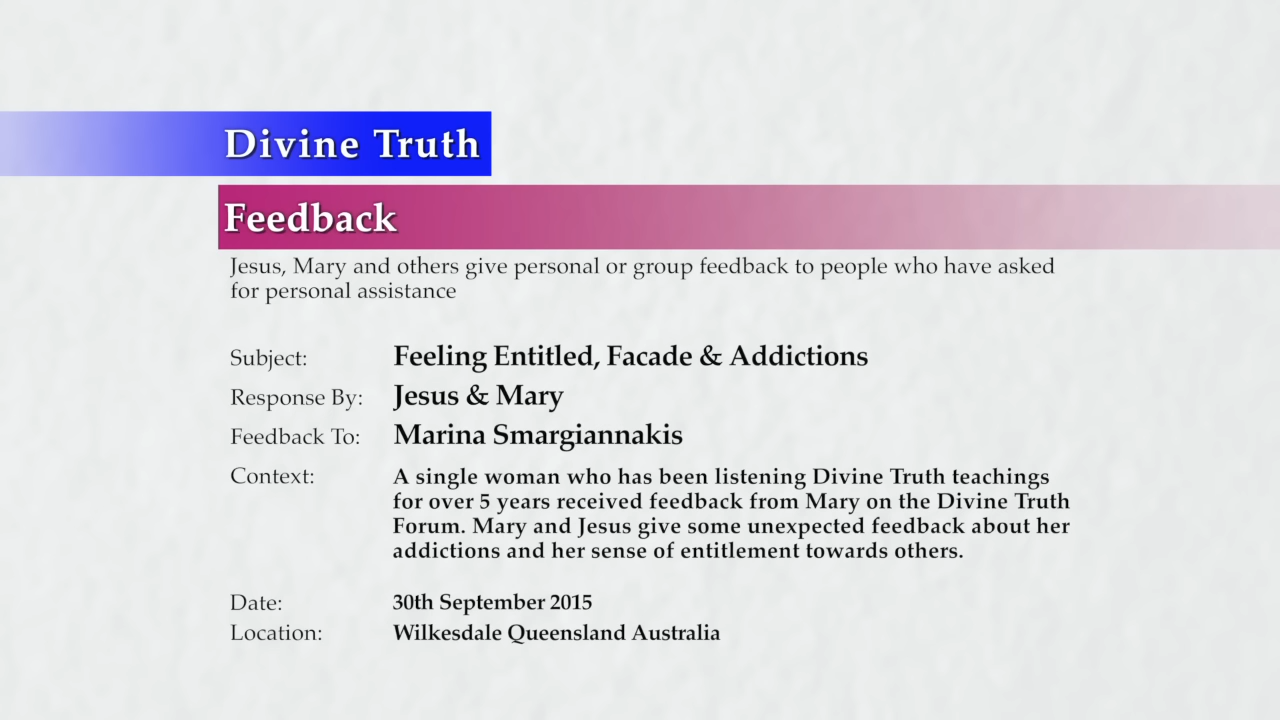 Divine Truth
Feedback
Jesus, Mary and others give personal or group feedback to people who have asked
for personal assistance
Subject: Feeling Entitled, Facade & Addictions
Response By: Jesus & Mary
Feedback To: Marina Smargiannakis
Context: A single woman who has been listening Divine Truth teachings
for over 5 years received feedback from Mary on the Divine Truth
Forum. Mary and Jesus give some unexpected feedback about her
addictions and her sense of entitlement towards others.
Date: 30th September 2015
Location: Wilkesdale Queensland Australia